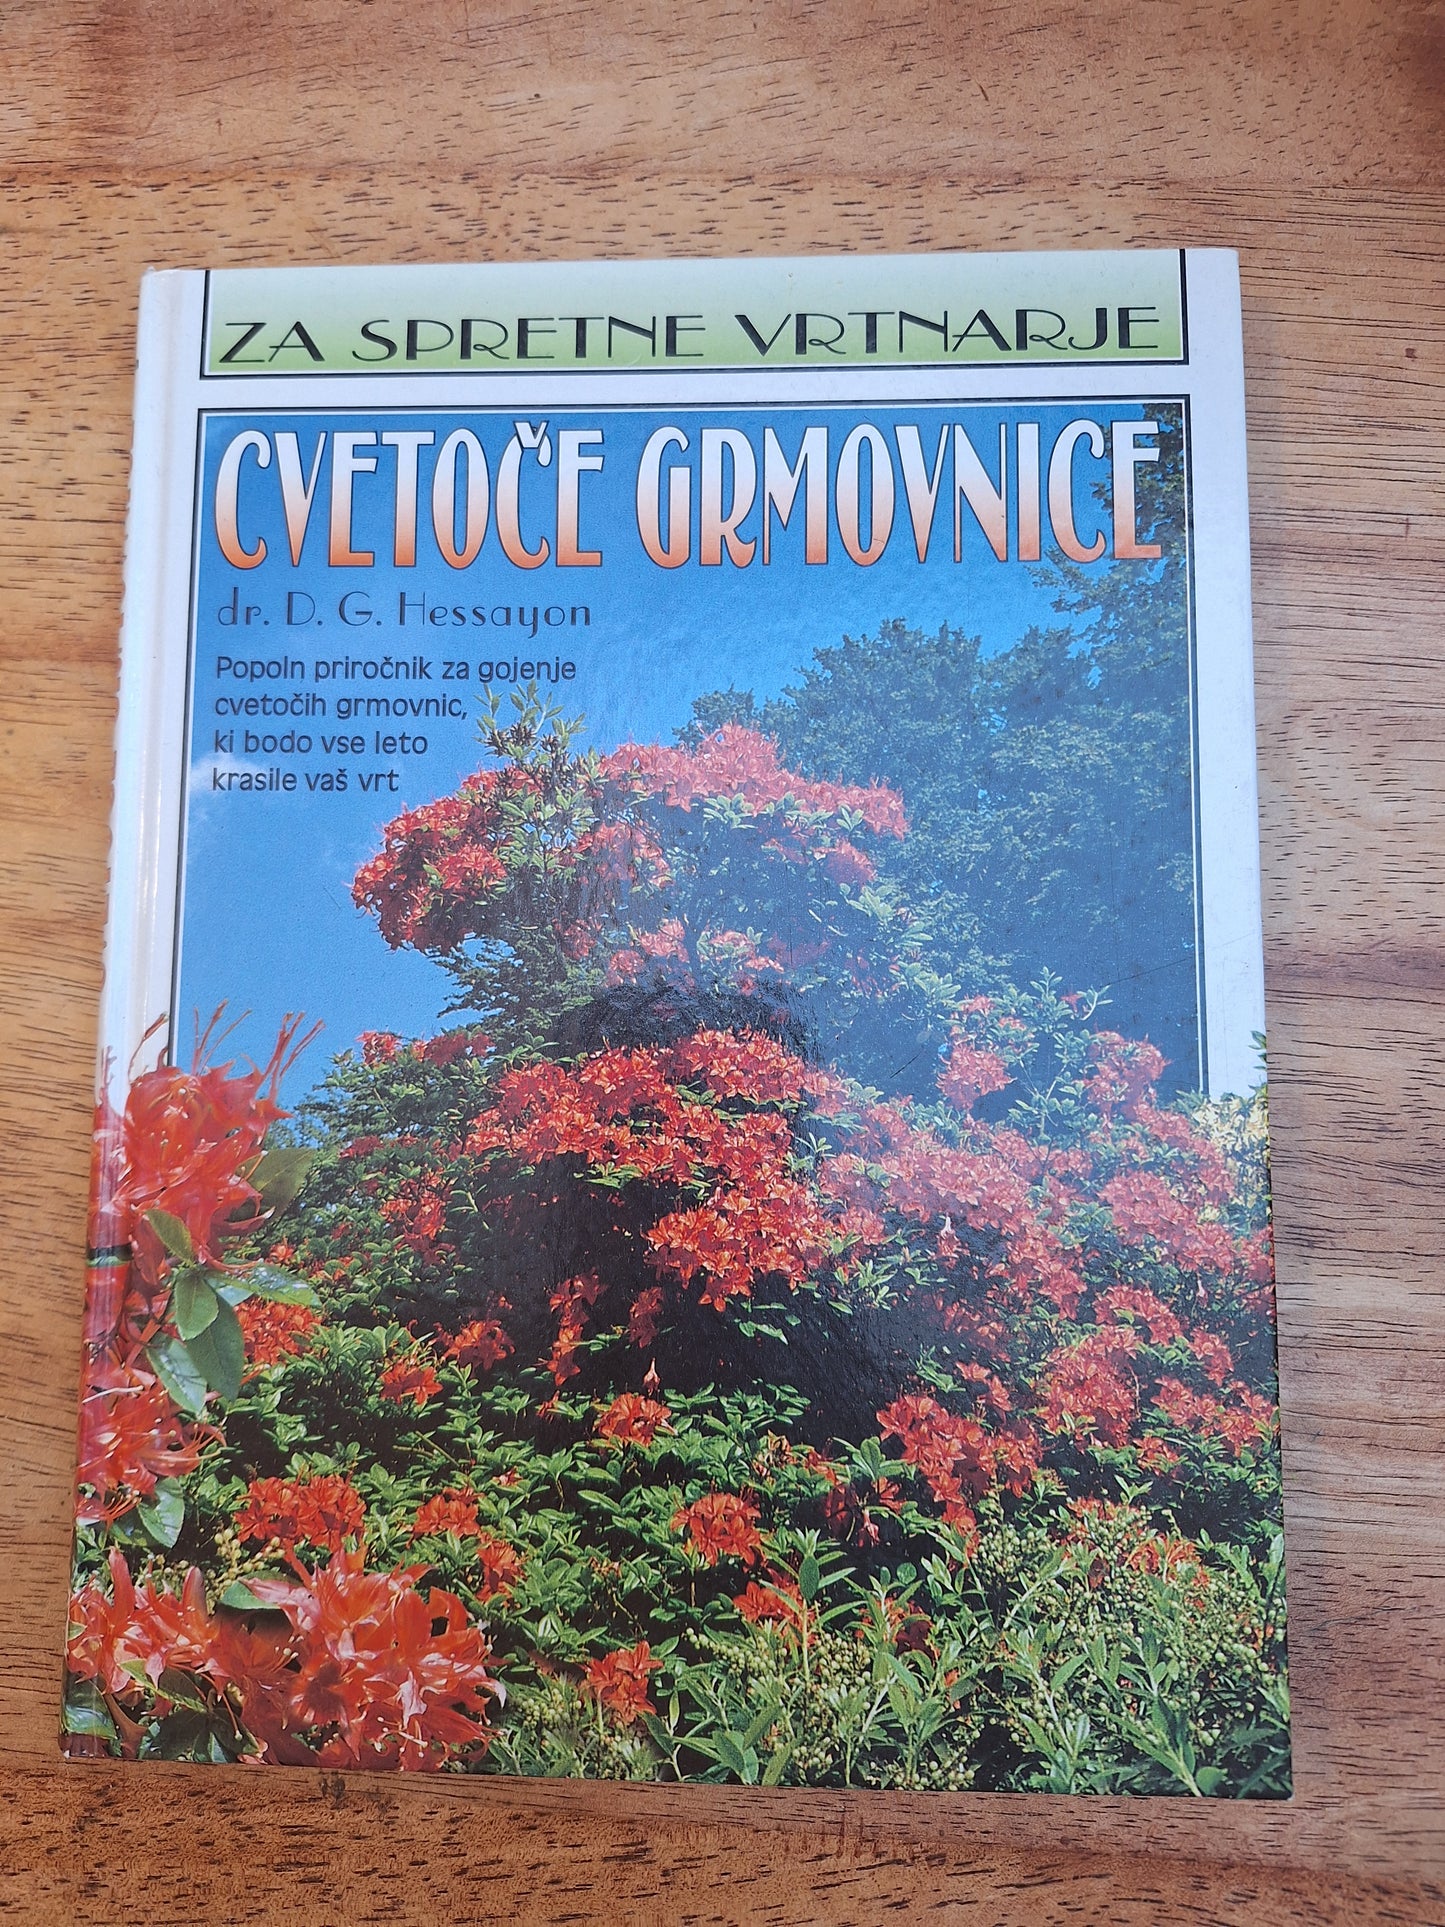 ZA SPRETNE VRTNARJE
CVETOČE GRMOVNICE
dr. D. G. Hessayon
Popoln priročnik za gojenje
cvetočih grmovnic,
ki bodo vse leto
krasile vaš vrt